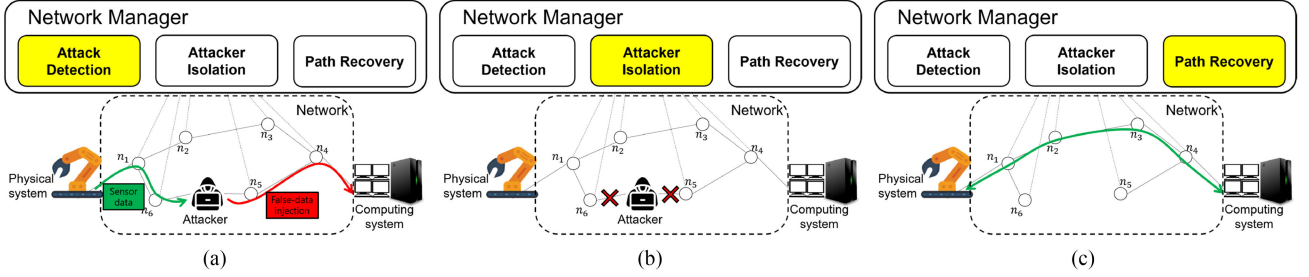 Network Manager
Attack
Detection
Attacker
Isolation
Path Recovery
Network
n1
n2
n3
n4
n5
n6
Physical
system
Sensor
data
Attacker
False-data
injection
Computing
system
(a)
Network Manager
Attack
Detection
Attacker
Isolation
Path Recovery
Network
n1
n2
n3
n4
n5
n6
Physical
system
Attacker
Computing
system
(b)
Network Manager
Attack
Detection
Attacker
Isolation
Path Recovery
Network
n1
n2
n3
n4
n5
n6
Physical
system
Computing
system
(c)